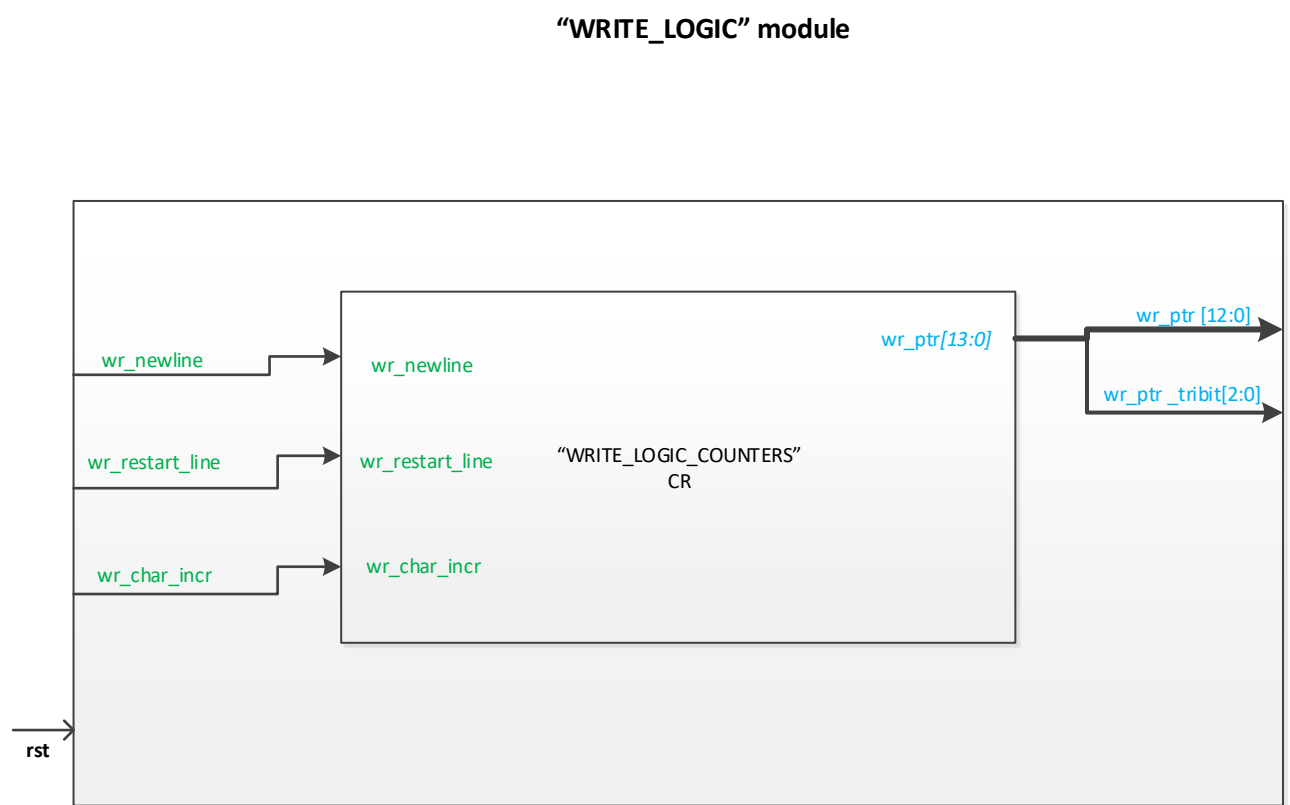 “WRITE_LOGIC” module
wr_ptr [12:0]
wr_ptr[13:0]
wr_newline
wr_newline
wr_ptr _tribit[2:0]
wr_restart_line
wr_restart_line
“WRITE_LOGIC_COUNTERS”
CR
wr_char_incr
wr_char_incr
rst